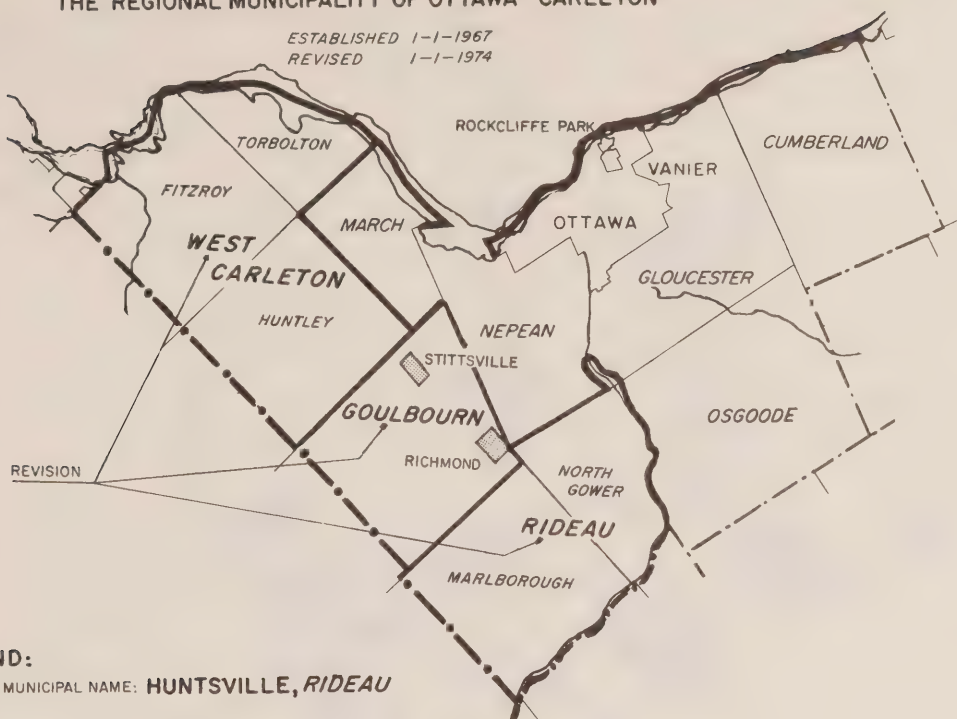 THE REGIONAL MUNICIPALITY OF OTTAWA-CARLETON
ESTABLISHED 1-1-1967
REVISED 1-1-1974
ROCKCLIFFE PARK
TORBOLTON
CUMBERLAND
VANIER
FITZROY
MARCH
OTTAWA
WEST
CARLETON
GLOUCESTER
HUNTLEY
NEPEAN
STITTSVILLE
GOULBOURN
OSGOODE
RICHMOND
REVISION
NORTH
GOWER
RIDEAU
MARLBOROUGH
ND:
MUNICIPAL NAME: HUNTSVILLE, RIDEAU